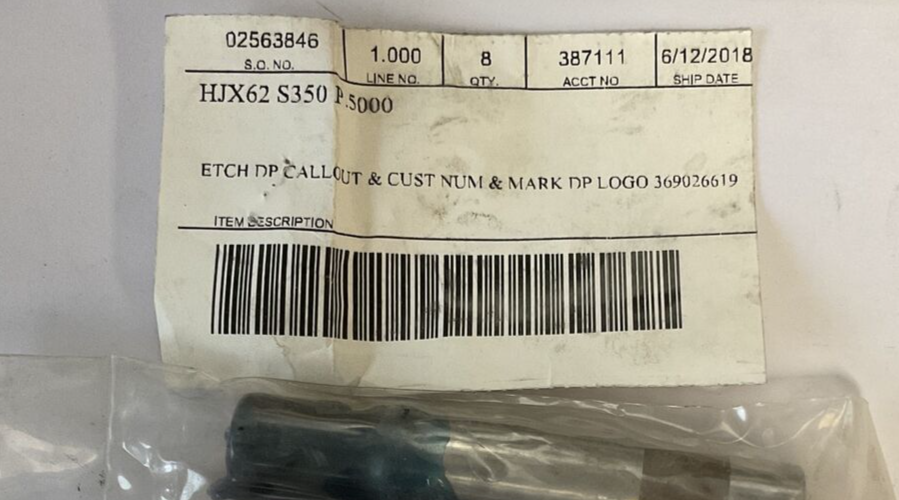 02563846 1.000 8 387111 6/12/2018
S.O. NO. LINE NO. QTY. ACCT NO SHIP DATE
HJX62 S350 P.5000
ETCH DP CALLOUT & CUST NUM & MARK DP LOGO 369026619
ITEM DESCRIPTION